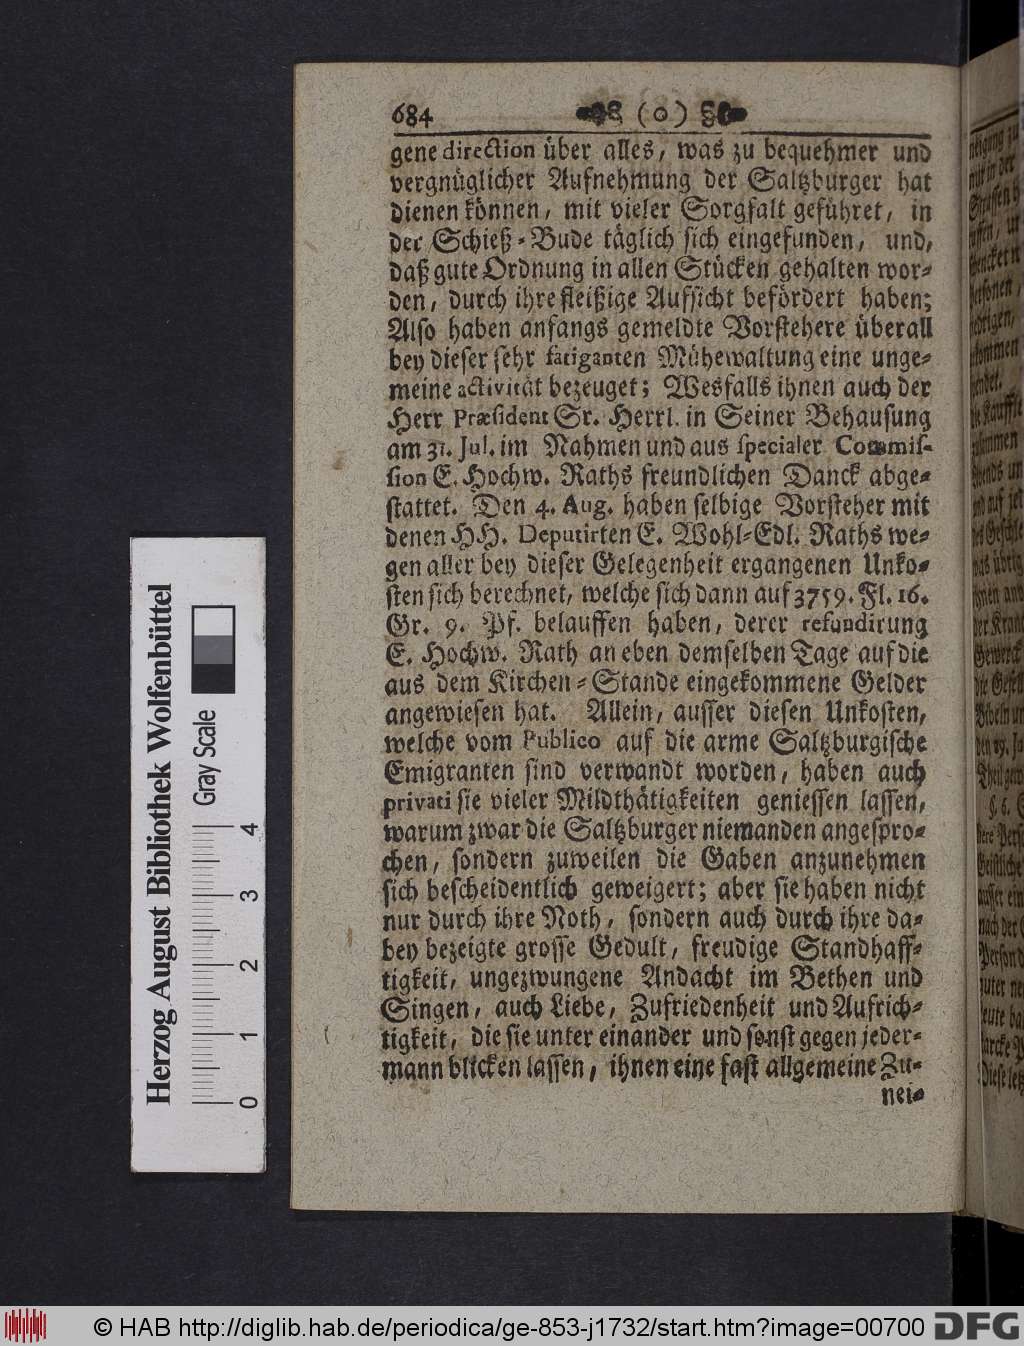 684 ( o )
gene direction über alles, was zu bequehmer und
vergnüglicher Aufnehmung der Saltzburger hat
dienen können, mit vieler Sorgfalt geführet, in
der Schieß-Bude täglich sich eingefunden, und,
daß gute Ordnung in allen Stücken gehalten wor-
den, durch ihre fleißige Aufsicht befördert haben;
Also haben anfangs gemeldte Vorstehere überall
bey dieser sehr fatiganten Mühewaltung eine unge-
meine activität bezeuget; Wesfalls ihnen auch der
Herr Præsident Sr. Herrl. in Seiner Behausung
am 31. Jul. im Nahmen und aus specialer Commis-
sion E. Hochw. Raths freundlichen Danck abge-
stattet. Den 4. Aug. haben selbige Vorsteher mit
denen HH. Deputirten E. Wohl-Edl. Raths we-
gen aller bey dieser Gelegenheit ergangenen Unko-
sten sich berechnet, welche sich dann auf 3759. Fl. 16.
Gr. 9. Pf. belauffen haben, derer refundirung
E. Hochw. Rath an eben demselben Tage auf die
aus dem Kirchen-Stande eingekommene Gelder
angewiesen hat. Allein, ausser diesen Unkosten,
welche vom Publico auf die arme Saltzburgische
Emigranten sind verwandt worden, haben auch
privati sie vieler Mildthätigkeiten geniessen lassen,
warum zwar die Saltzburger niemanden angespro-
chen, sondern zuweilen die Gaben anzunehmen
sich bescheidentlich geweigert; aber sie haben nicht
nur durch ihre Noth, sondern auch durch ihre da-
bey bezeigte grosse Gedult, freudige Standhaff-
tigkeit, ungezwungene Andacht im Bethen und
Singen, auch Liebe, Zufriedenheit und Aufrich-
tigkeit, die sie unter einander und sonst gegen jeder-
mann blicken lassen, ihnen eine fast allgemeine Zu-
nei-
Herzog August Bibliothek Wolfenbüttel
Gray Scale
0 1 2 3 4
© HAB http://diglib.hab.de/periodica/ge-853-j1732/start.htm?image=00700 DFG